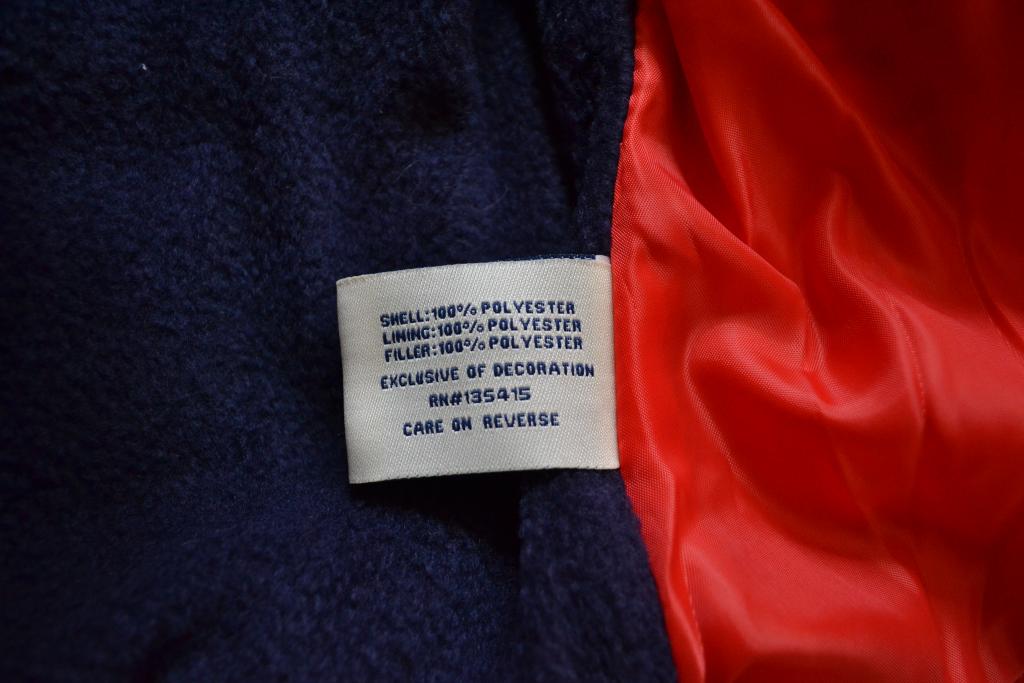 SHELL:100% POLYESTER
LINING:100% POLYESTER
FILLER:100% POLYESTER
EXCLUSIVE OF DECORATION
RN#135415
CARE ON REVERSE